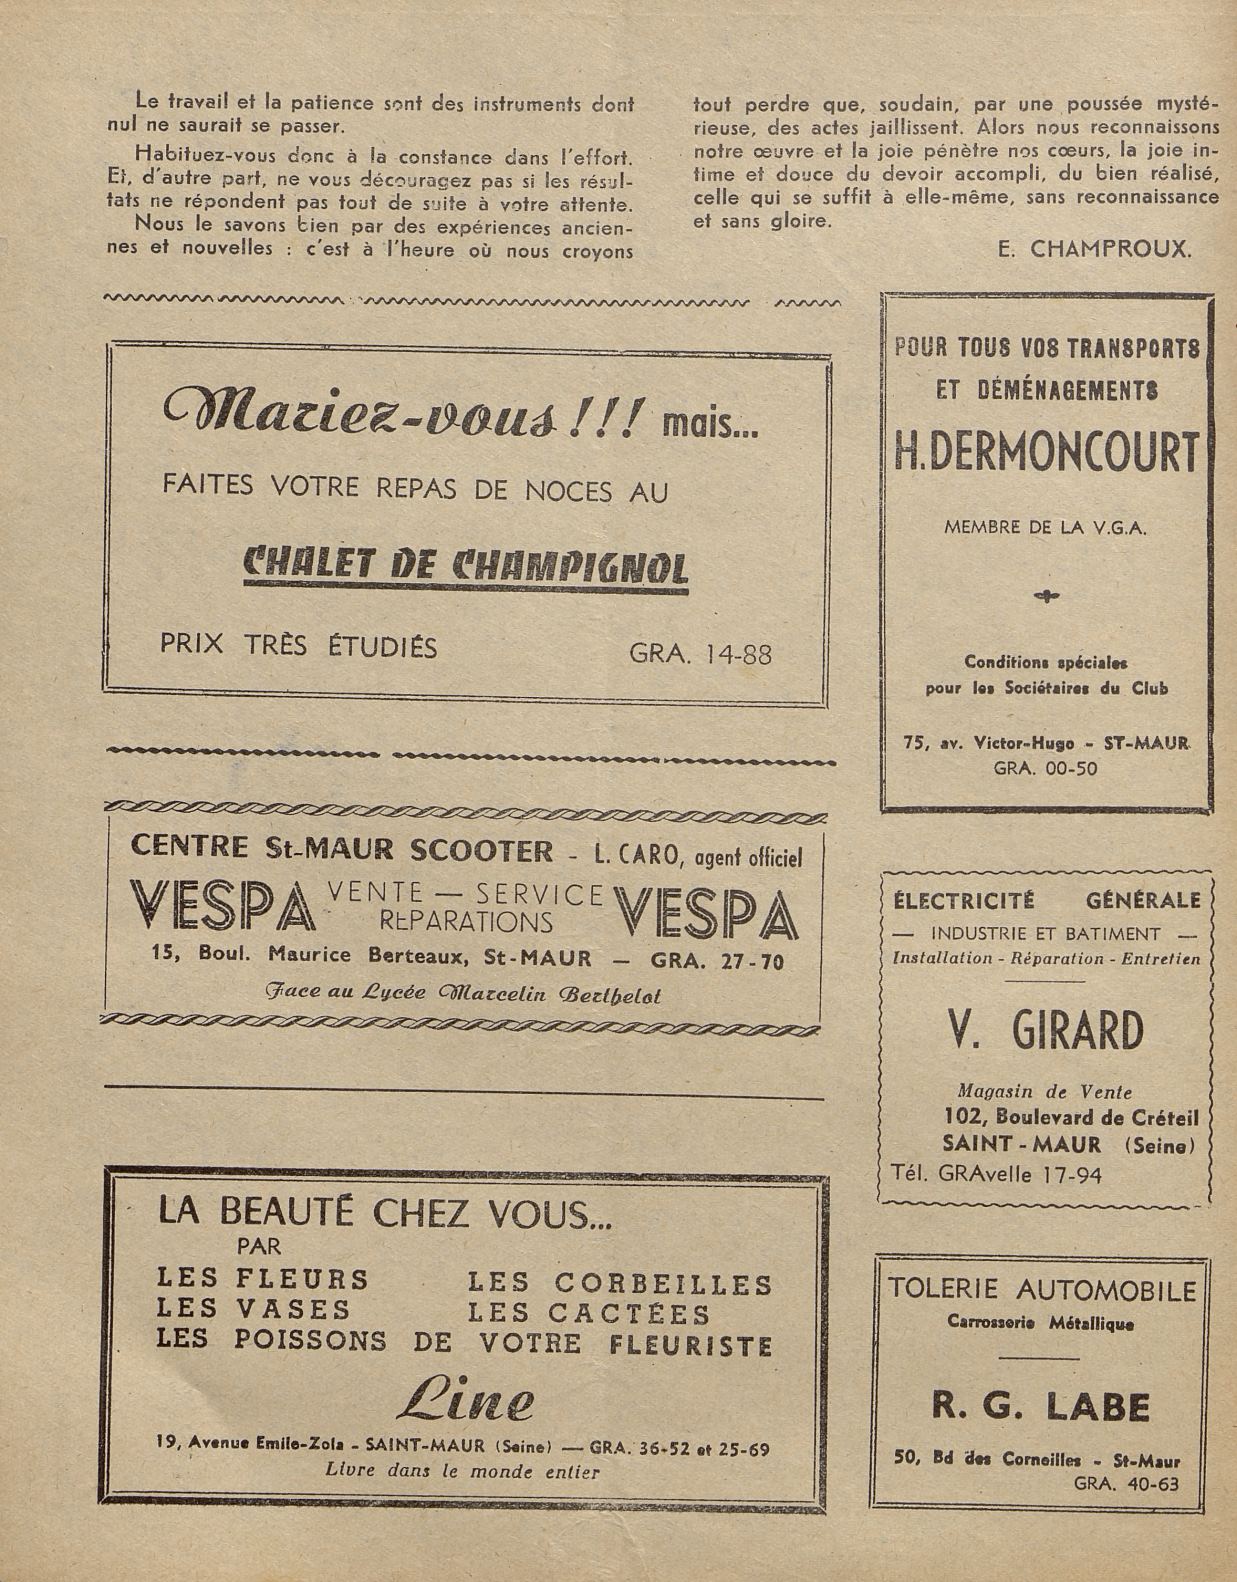 Le travail et la patience sont des instruments dont
nul ne saurait se passer.
Habituez-vous donc à la constance dans l'effort.
Et, d'autre part, ne vous découragez pas si les résul-
tats ne répondent pas tout de suite à votre attente.
Nous le savons bien par des expériences ancien-
nes et nouvelles : c'est à l'heure où nous croyons
tout perdre que, soudain, par une poussée mysté-
rieuse, des actes jaillissent. Alors nous reconnaissons
notre œuvre et la joie pénètre nos cœurs, la joie in-
time et douce du devoir accompli, du bien réalisé,
celle qui se suffit à elle-même, sans reconnaissance
et sans gloire.
E. CHAMPROUX.
Mariez-vous !!! mais...
FAITES VOTRE REPAS DE NOCES AU
CHALET DE CHAMPIGNOL
PRIX TRÈS ÉTUDIÉS GRA. 14-88
CENTRE St-MAUR SCOOTER - L. CARO, agent officiel
VESPA VENTE — SERVICE VESPA
RÉPARATIONS
15, Boul. Maurice Berteaux, St-MAUR — GRA. 27-70
Face au Lycée Marcelin Berthelot
LA BEAUTÉ CHEZ VOUS...
PAR
LES FLEURS LES CORBEILLES
LES VASES LES CACTÉES
LES POISSONS DE VOTRE FLEURISTE
Line
19, Avenue Emile-Zola - SAINT-MAUR (Seine) — GRA. 36-52 et 25-69
Livre dans le monde entier
POUR TOUS VOS TRANSPORTS
ET DÉMÉNAGEMENTS
H. DERMONCOURT
MEMBRE DE LA V.G.A.
Conditions spéciales
pour les Sociétaires du Club
75, av. Victor-Hugo - ST-MAUR
GRA. 00-50
ÉLECTRICITÉ GÉNÉRALE
— INDUSTRIE ET BATIMENT —
Installation - Réparation - Entretien
V. GIRARD
Magasin de Vente
102, Boulevard de Créteil
SAINT-MAUR (Seine)
Tél. GRAvelle 17-94
TOLERIE AUTOMOBILE
Carrosserie Métallique
R. G. LABE
50, Bd des Corneilles - St-Maur
GRA. 40-63